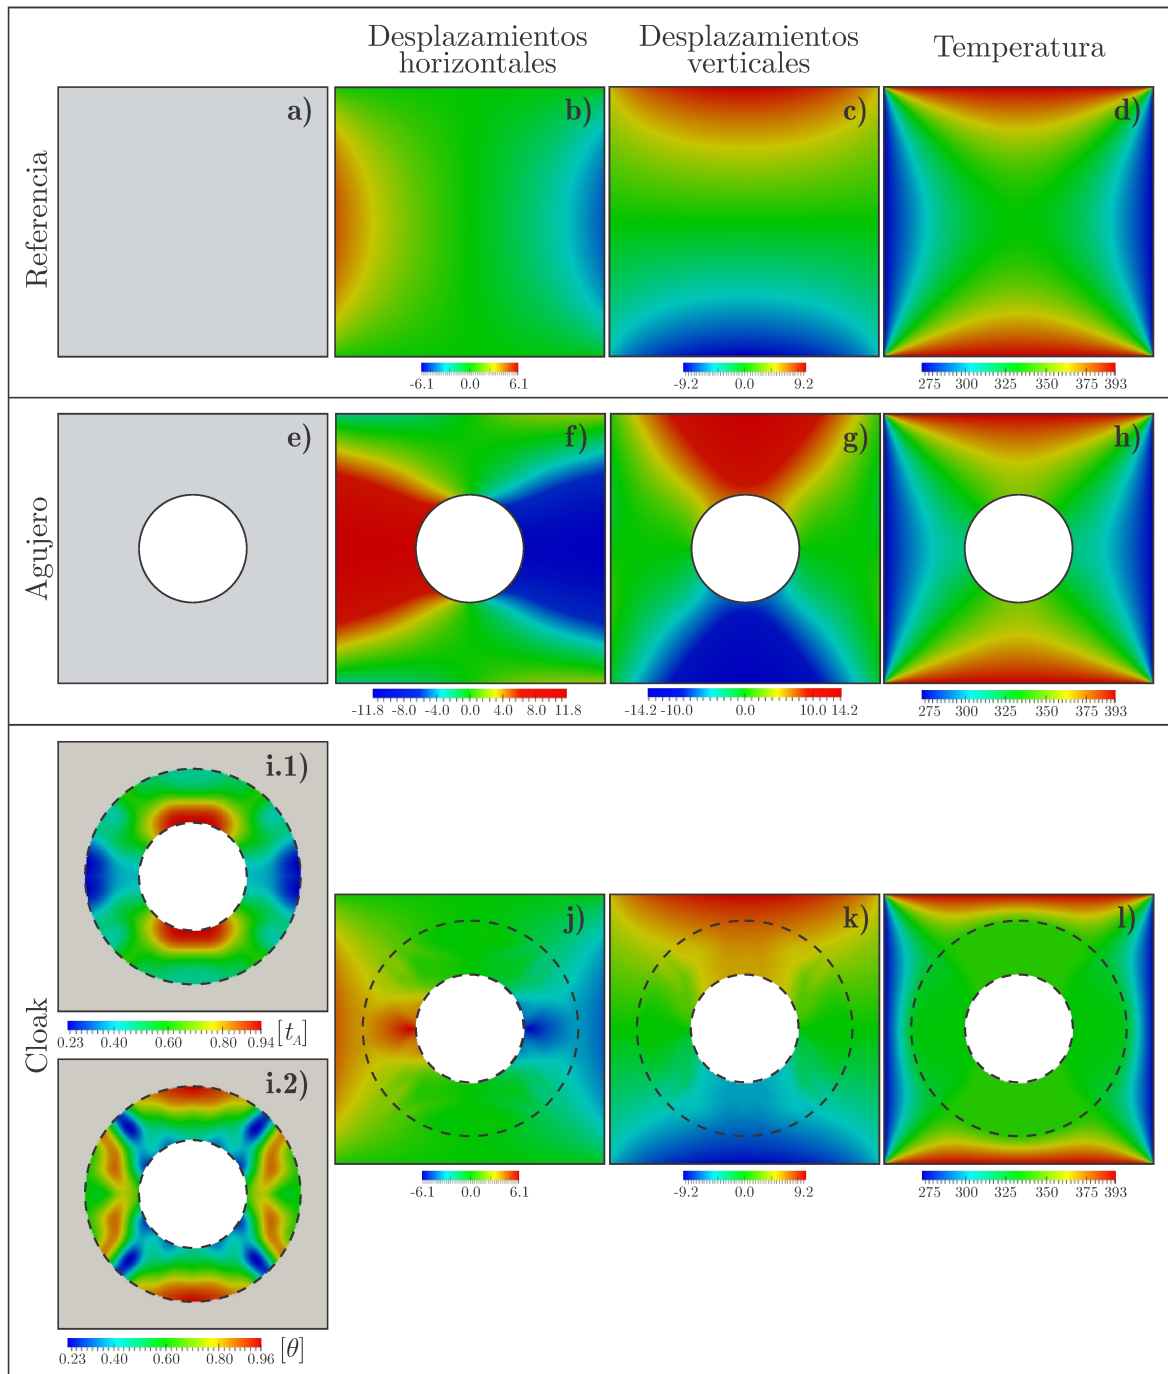 Desplazamientos
horizontales
Desplazamientos
verticales
Temperatura
Referencia
a)
b)
c)
d)
-6.1 0.0 6.1
-9.2 0.0 9.2
275 300 325 350 375 393
Agujero
e)
f)
g)
h)
-11.8 -8.0 -4.0 0.0 4.0 8.0 11.8
-14.2 -10.0 0.0 10.0 14.2
275 300 325 350 375 393
Cloak
i.1)
0.23 0.40 0.60 0.80 0.94 [t_A]
i.2)
0.23 0.40 0.60 0.80 0.96 [θ]
j)
k)
l)
-6.1 0.0 6.1
-9.2 0.0 9.2
275 300 325 350 375 393